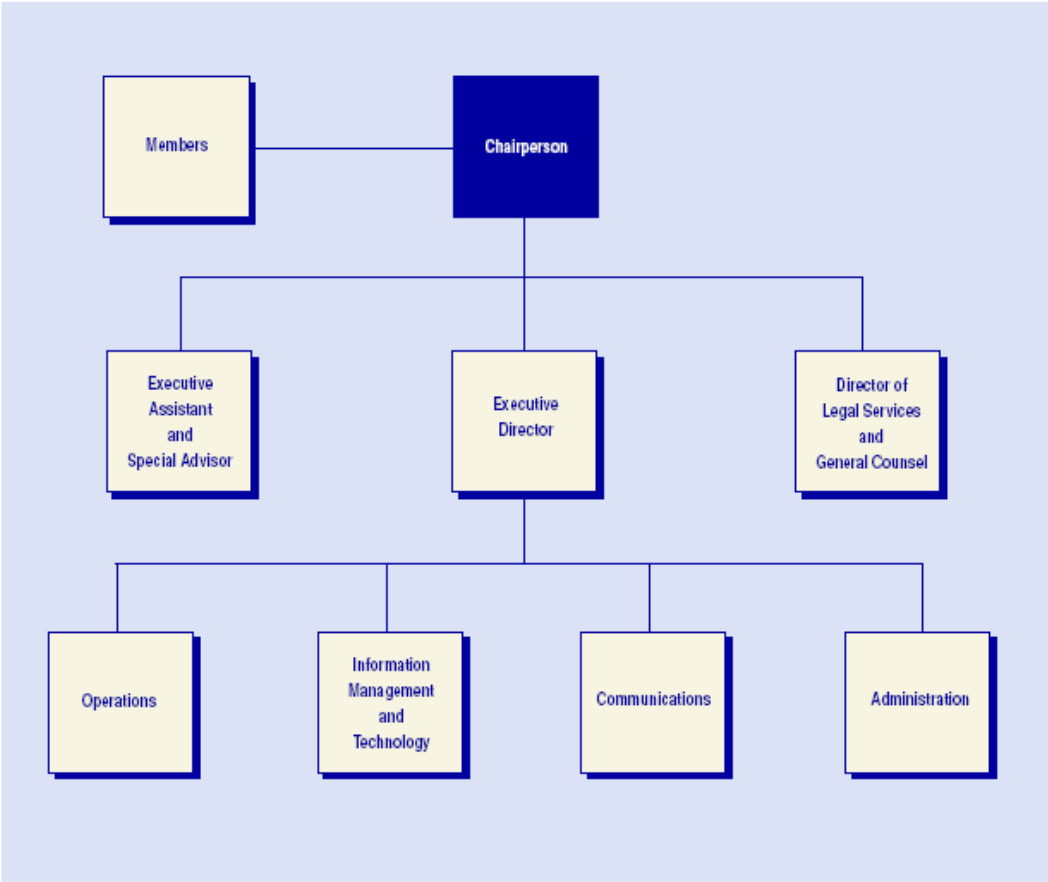 Members
Chairperson
Executive
Assistant
and
Special Advisor
Executive
Director
Director of
Legal Services
and
General Counsel
Operations
Information
Management
and
Technology
Communications
Administration